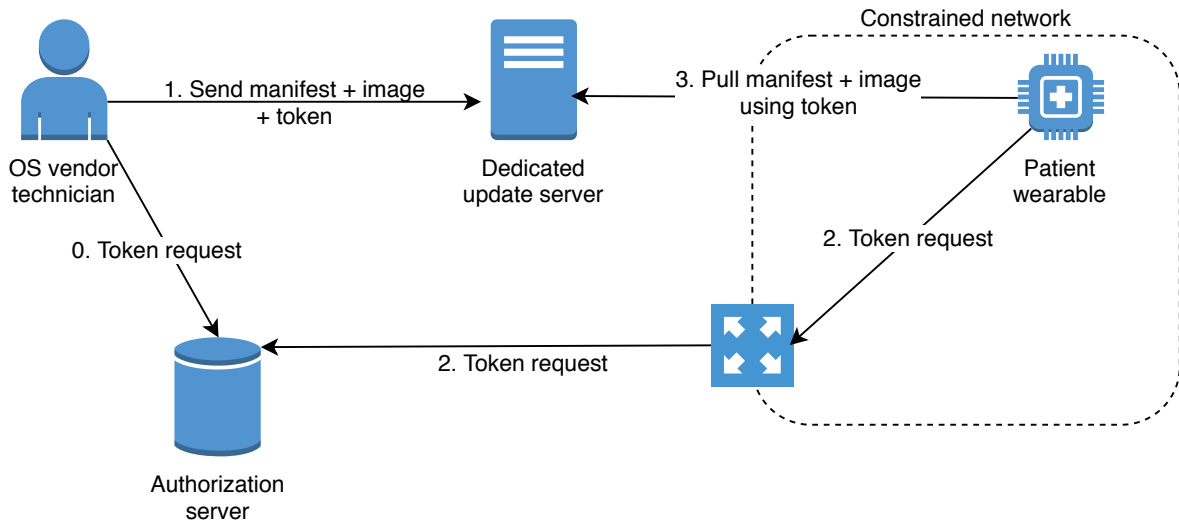 Constrained network
1. Send manifest + image
+ token
3. Pull manifest + image
using token
OS vendor
technician
Dedicated
update server
Patient
wearable
0. Token request
2. Token request
2. Token request
Authorization
server